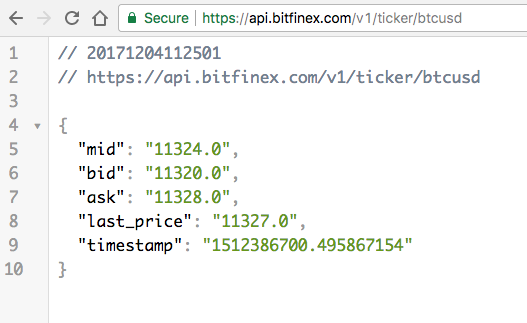 Secure https://api.bitfinex.com/v1/ticker/btcusd
1 // 20171204112501
2 // https://api.bitfinex.com/v1/ticker/btcusd
3
4 {
5 "mid": "11324.0",
6 "bid": "11320.0",
7 "ask": "11328.0",
8 "last_price": "11327.0",
9 "timestamp": "1512386700.495867154"
10 }